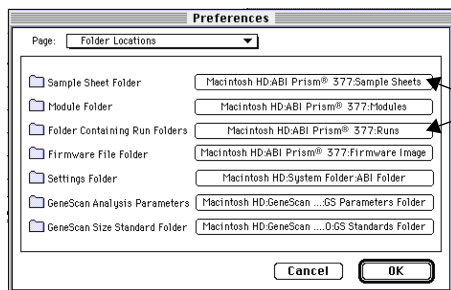 Preferences
Page: Folder Locations
Sample Sheet Folder Macintosh HD:ABI Prism® 377:Sample Sheets
Module Folder Macintosh HD:ABI Prism® 377:Modules
Folder Containing Run Folders Macintosh HD:ABI Prism® 377:Runs
Firmware File Folder Macintosh HD:ABI Prism® 377:Firmware Image
Settings Folder Macintosh HD:System Folder:ABI Folder
GeneScan Analysis Parameters Macintosh HD:GeneScan ...:GS Parameters Folder
GeneScan Size Standard Folder Macintosh HD:GeneScan ....0:GS Standards Folder
Cancel OK